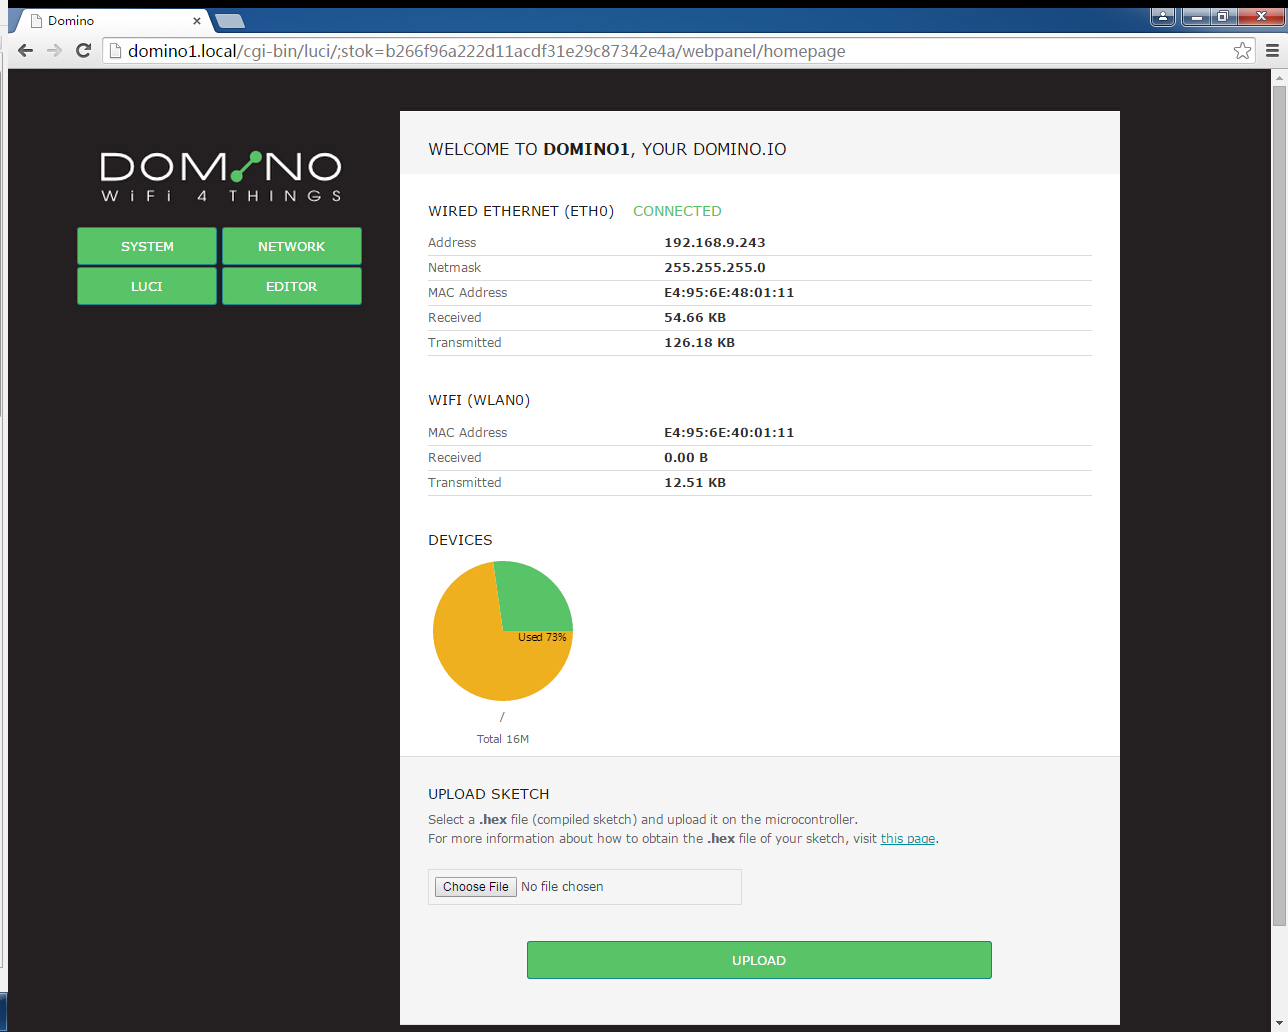 Domino
domino1.local/cgi-bin/luci/;stok=b266f96a222d11acdf31e29c87342e4a/webpanel/homepage
DOMINO
WiFi 4 THINGS
SYSTEM NETWORK
LUCI EDITOR
WELCOME TO DOMINO1, YOUR DOMINO.IO
WIRED ETHERNET (ETH0) CONNECTED
Address 192.168.9.243
Netmask 255.255.255.0
MAC Address E4:95:6E:48:01:11
Received 54.66 KB
Transmitted 126.18 KB
WIFI (WLAN0)
MAC Address E4:95:6E:40:01:11
Received 0.00 B
Transmitted 12.51 KB
DEVICES
Used 73%
/
Total 16M
UPLOAD SKETCH
Select a .hex file (compiled sketch) and upload it on the microcontroller.
For more information about how to obtain the .hex file of your sketch, visit this page.
Choose File No file chosen
UPLOAD